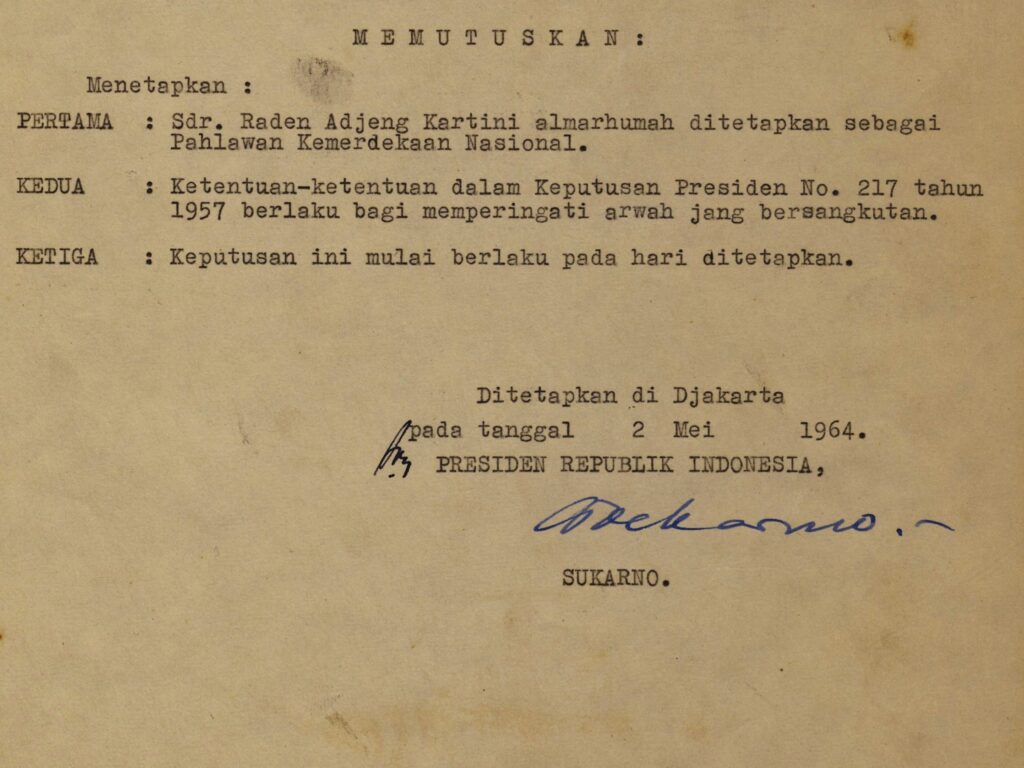 MEMUTUSKAN :
Menetapkan :
PERTAMA : Sdr. Raden Adjeng Kartini almarhumah ditetapkan sebagai
Pahlawan Kemerdekaan Nasional.
KEDUA : Ketentuan-ketentuan dalam Keputusan Presiden No. 217 tahun
1957 berlaku bagi memperingati arwah jang bersangkutan.
KETIGA : Keputusan ini mulai berlaku pada hari ditetapkan.
Ditetapkan di Djakarta
pada tanggal 2 Mei 1964.
PRESIDEN REPUBLIK INDONESIA,
Soekarno.-
SUKARNO.